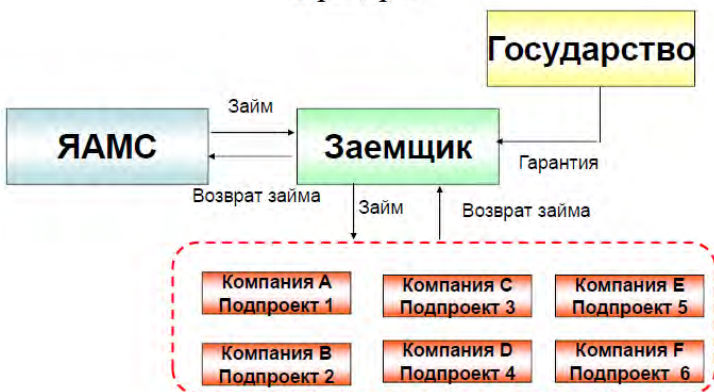 Государство
Займ
ЯАМС
Заемщик
Гарантия
Возврат займа
Займ
Возврат займа
Компания A
Подпроект 1
Компания C
Подпроект 3
Компания E
Подпроект 5
Компания B
Подпроект 2
Компания D
Подпроект 4
Компания F
Подпроект 6